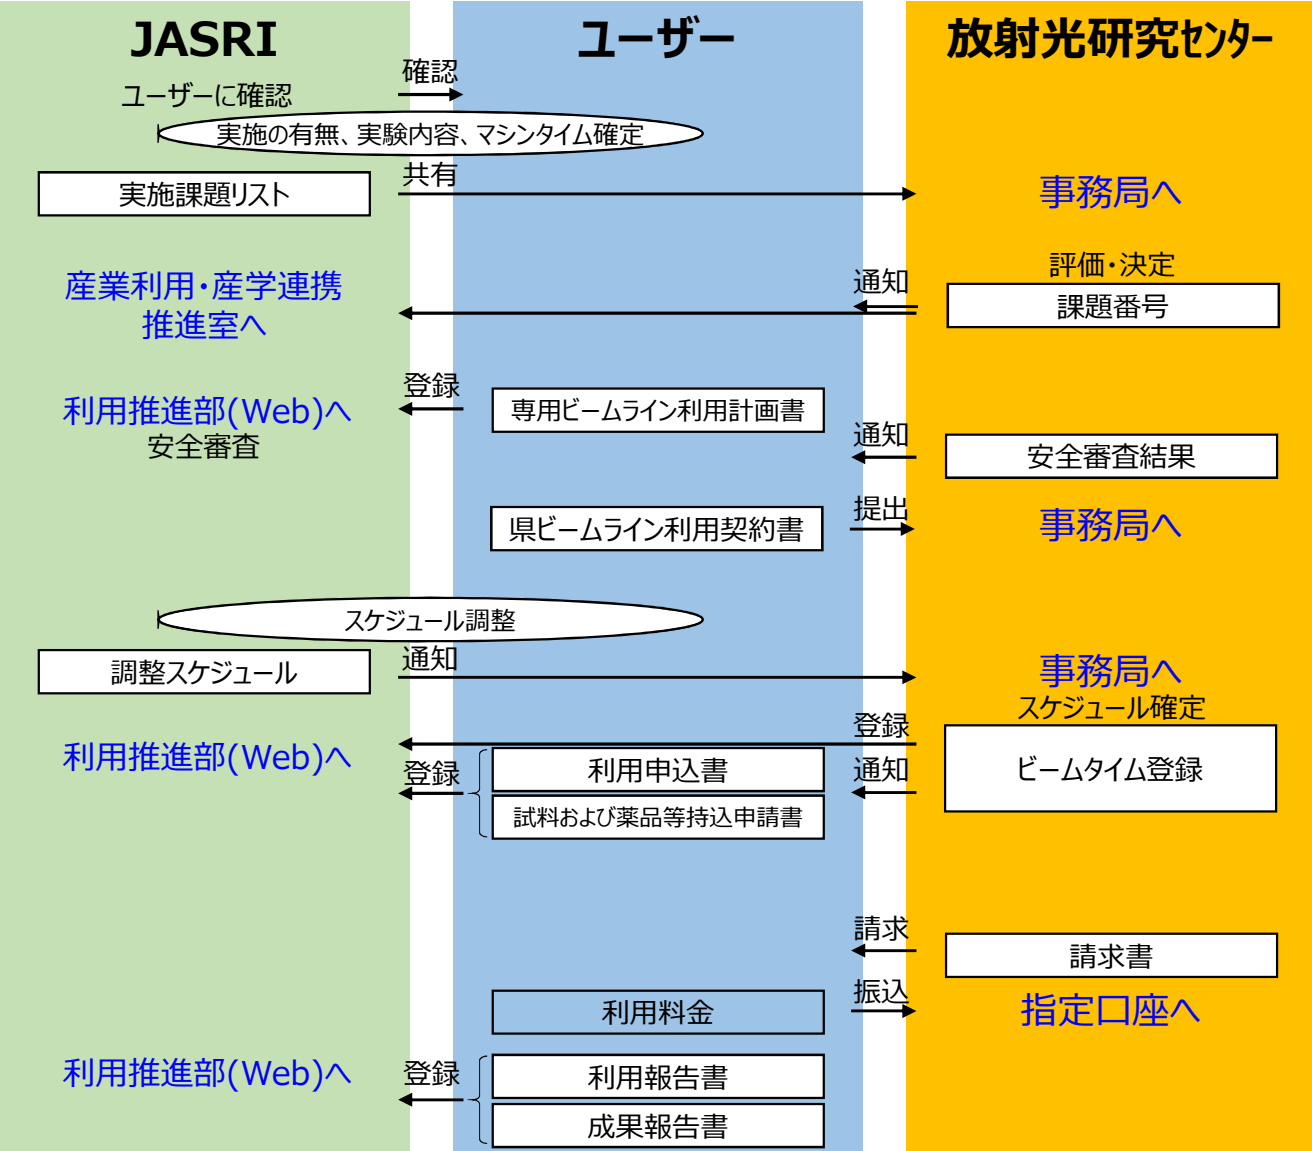 JASRI
ユーザー
放射光研究センター
確認
ユーザーに確認
実施の有無、実験内容、マシンタイム確定
共有
実施課題リスト
事務局へ
評価・決定
通知
産業利用・産学連携
推進室へ
課題番号
登録
利用推進部(Web)へ
安全審査
専用ビームライン利用計画書
通知
安全審査結果
県ビームライン利用契約書
提出
事務局へ
スケジュール調整
通知
調整スケジュール
事務局へ
スケジュール確定
登録
利用推進部(Web)へ
登録
利用申込書
通知
ビームタイム登録
試料および薬品等持込申請書
請求
請求書
利用料金
振込
指定口座へ
利用推進部(Web)へ
登録
利用報告書
成果報告書